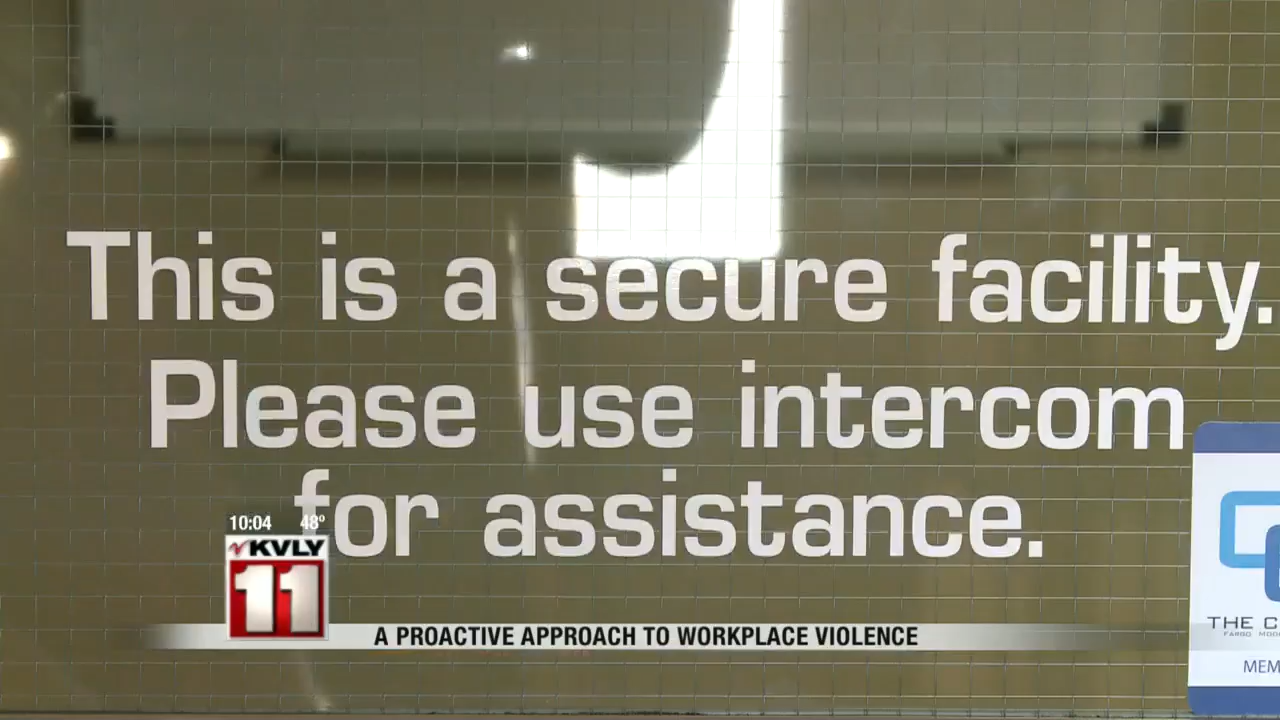 This is a secure facility.
Please use intercom
for assistance.
10:04 48°
KVLY
11
A PROACTIVE APPROACH TO WORKPLACE VIOLENCE
THE C
FARGO
MEM